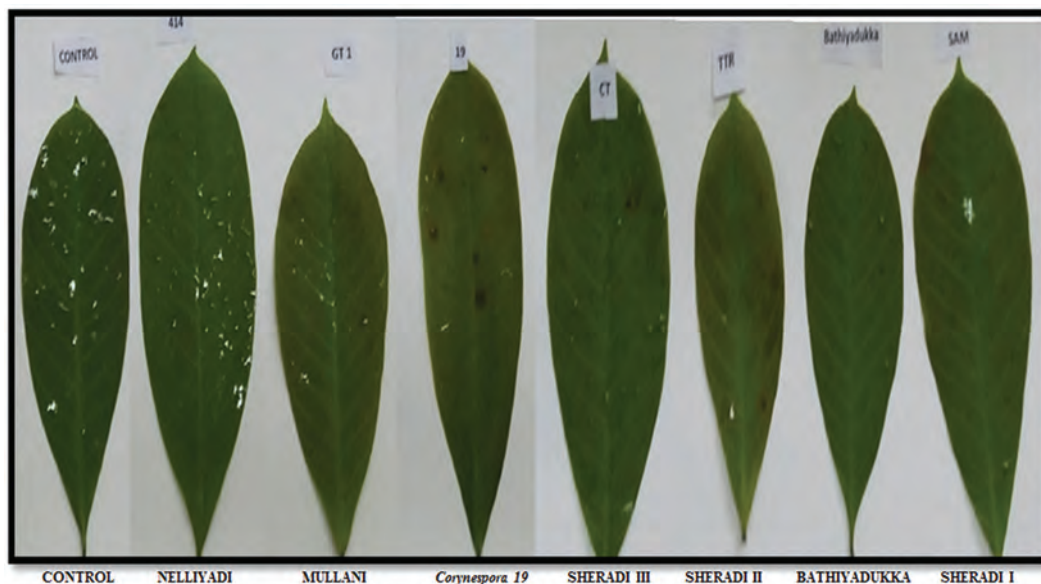 CONTROL
414
GT 1
19
CT
TTR
Bathiyadukka
SAM
CONTROL NELLIYADI MULLANI Corynespora 19 SHERADI III SHERADI II BATHIYADUKKA SHERADI I